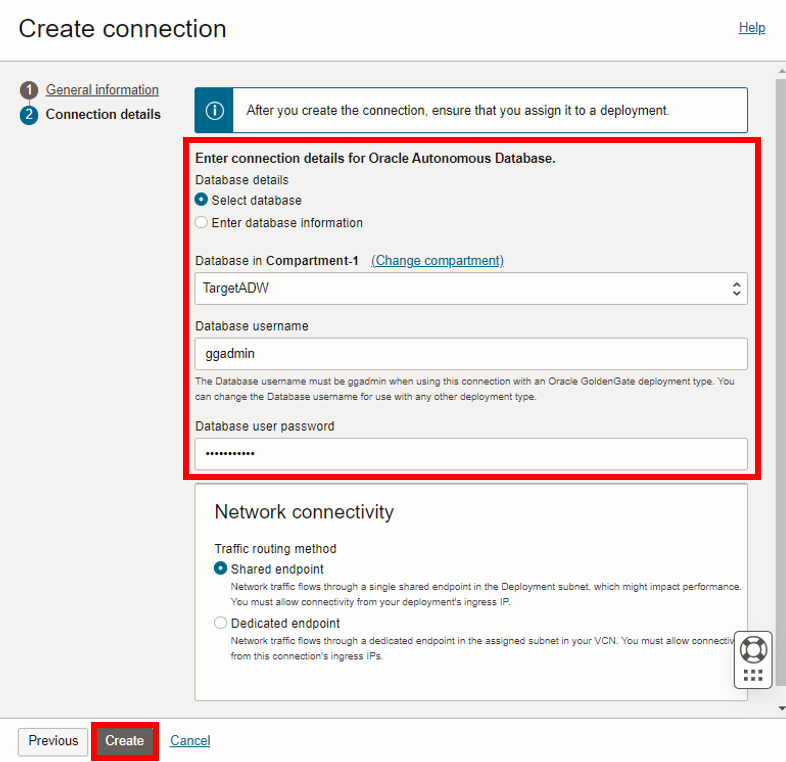 Create connection
Help
1 General information
2 Connection details
After you create the connection, ensure that you assign it to a deployment.
Enter connection details for Oracle Autonomous Database.
Database details
Select database
Enter database information
Database in Compartment-1 (Change compartment)
TargetADW
Database username
ggadmin
The Database username must be ggadmin when using this connection with an Oracle GoldenGate deployment type. You
can change the Database username for use with any other deployment type.
Database user password
•••••••••••
Network connectivity
Traffic routing method
Shared endpoint
Network traffic flows through a single shared endpoint in the Deployment subnet, which might impact performance.
You must allow connectivity from your deployment's ingress IP.
Dedicated endpoint
Network traffic flows through a dedicated endpoint in the assigned subnet in your VCN. You must allow
from this connection's ingress IPs.
Previous
Create
Cancel